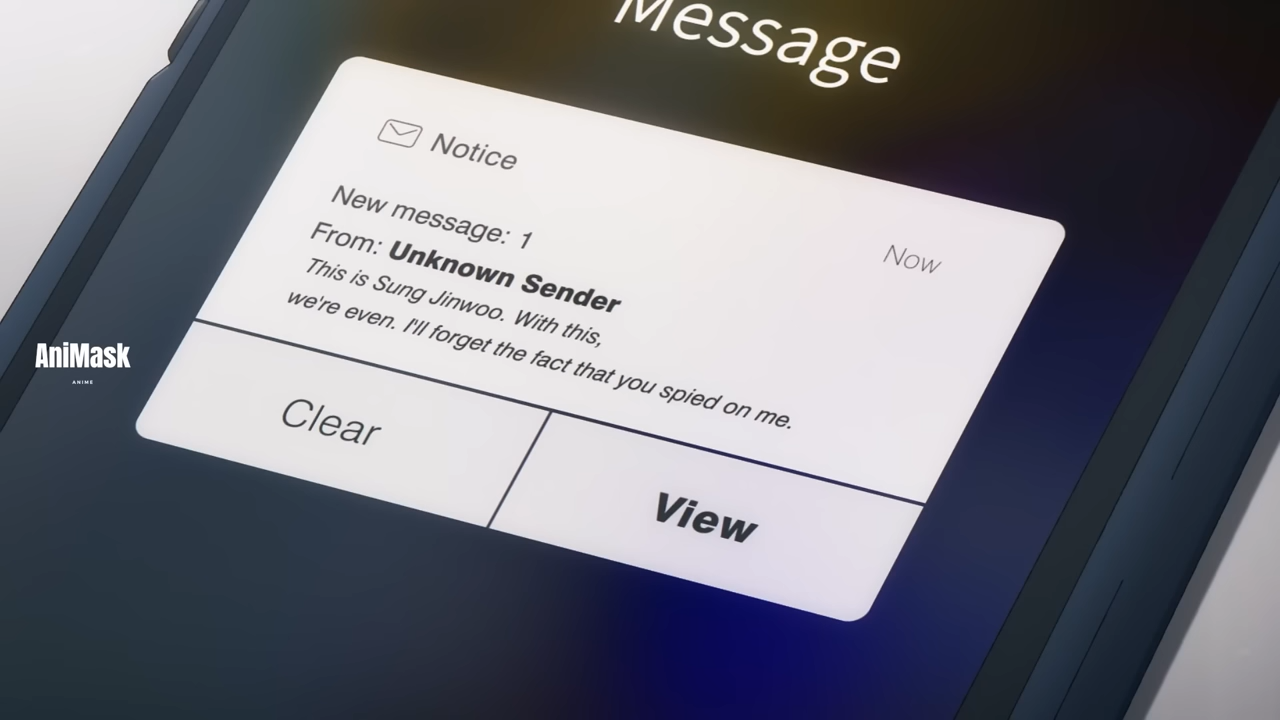 Message
Notice
Now
New message: 1
From: Unknown Sender
This is Sung Jinwoo. With this,
we're even. I'll forget the fact that you spied on me.
Clear
View
AniMask
ANIME